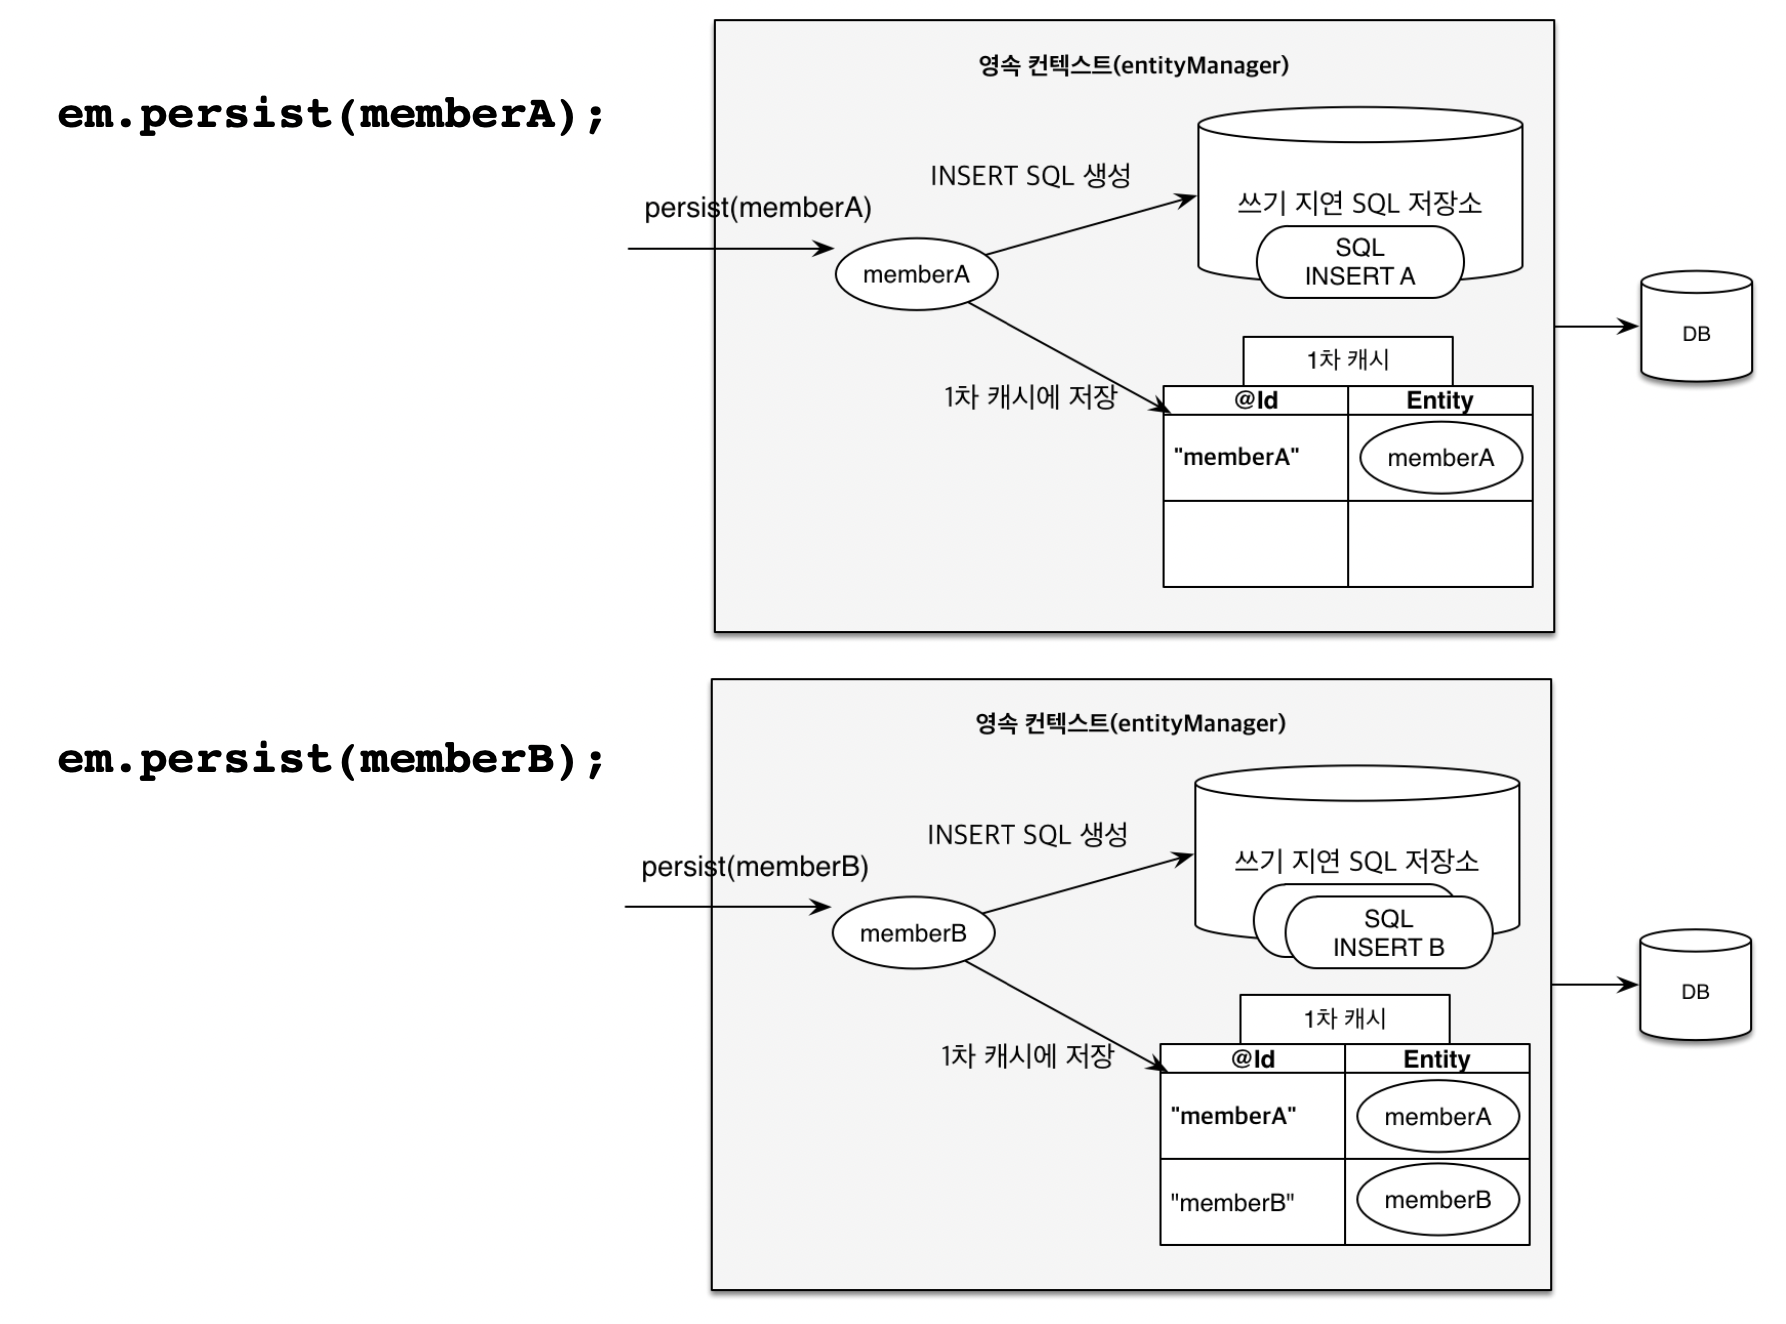 em.persist(memberA);
영속 컨텍스트(entityManager)
INSERT SQL 생성
persist(memberA)
쓰기 지연 SQL 저장소
memberA
SQL
INSERT A
DB
1차 캐시
1차 캐시에 저장
@Id Entity
"memberA" memberA
em.persist(memberB);
영속 컨텍스트(entityManager)
INSERT SQL 생성
persist(memberB)
쓰기 지연 SQL 저장소
memberB
SQL
INSERT B
DB
1차 캐시
1차 캐시에 저장
@Id Entity
"memberA" memberA
"memberB" memberB